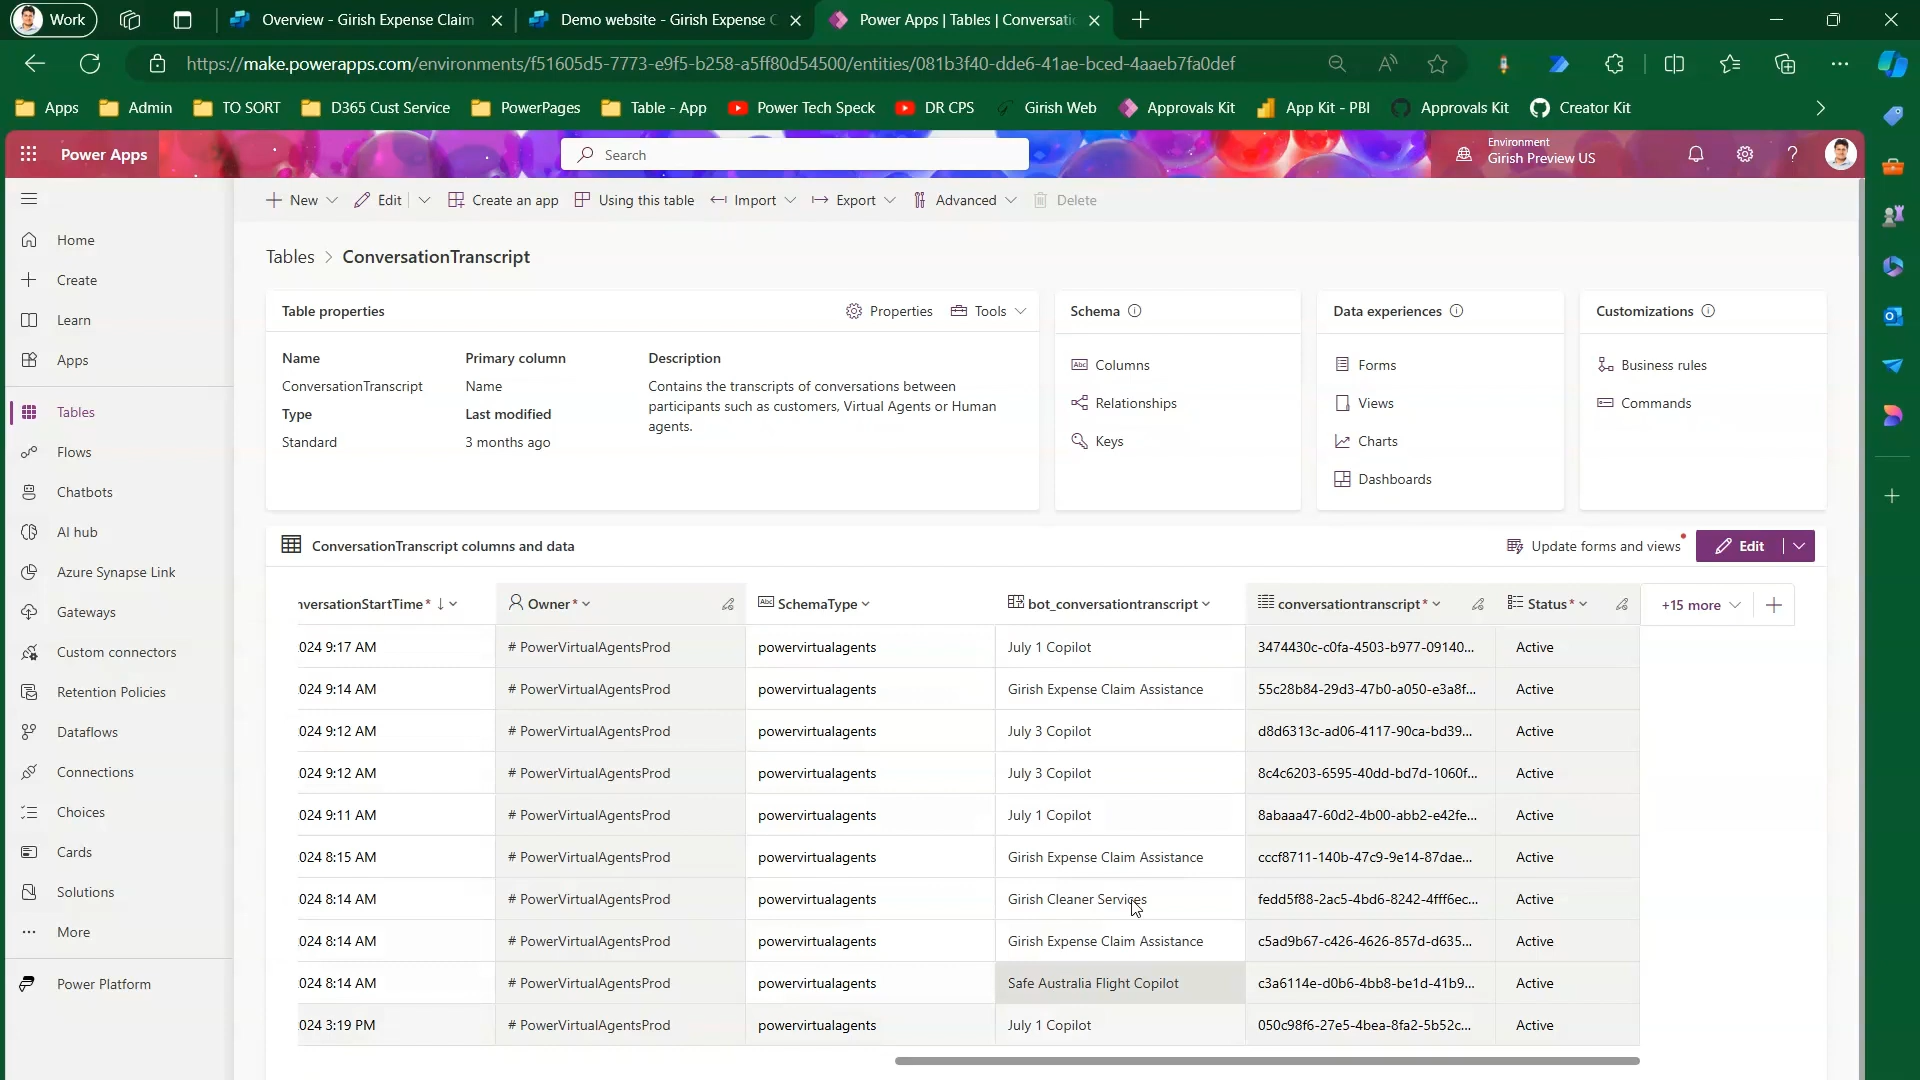 Work
Overview - Girish Expense Claim
Demo website - Girish Expense C
Power Apps | Tables | Conversatio
https://make.powerapps.com/environments/f51605d5-7773-e9f5-b258-a5ff80d54500/entities/081b3f40-dde6-41ae-bced-4aaeb7fa0def
Apps
Admin
TO SORT
D365 Cust Service
PowerPages
Table - App
Power Tech Speck
DR CPS
Girish Web
Approvals Kit
App Kit - PBI
Approvals Kit
Creator Kit
Power Apps
Search
Environment
Girish Preview US
New
Edit
Create an app
Using this table
Import
Export
Advanced
Delete
Home
Create
Learn
Apps
Tables
Flows
Chatbots
AI hub
Azure Synapse Link
Gateways
Custom connectors
Retention Policies
Dataflows
Connections
Choices
Cards
Solutions
More
Power Platform
Tables > ConversationTranscript
Table properties
Properties
Tools
Name
ConversationTranscript
Type
Standard
Primary column
Name
Last modified
3 months ago
Description
Contains the transcripts of conversations between
participants such as customers, Virtual Agents or Human
agents.
Schema
Columns
Relationships
Keys
Data experiences
Forms
Views
Charts
Dashboards
Customizations
Business rules
Commands
ConversationTranscript columns and data
Update forms and views
Edit
nversationStartTime * Owner * SchemaType bot_conversationtranscript conversationtranscript * Status * +15 more
024 9:17 AM # PowerVirtualAgentsProd powervirtualagents July 1 Copilot 3474430c-c0fa-4503-b977-09140... Active
024 9:14 AM # PowerVirtualAgentsProd powervirtualagents Girish Expense Claim Assistance 55c28b84-29d3-47b0-a050-e3a8f... Active
024 9:12 AM # PowerVirtualAgentsProd powervirtualagents July 3 Copilot d8d6313c-ad06-4117-90ca-bd39... Active
024 9:12 AM # PowerVirtualAgentsProd powervirtualagents July 3 Copilot 8c4c6203-6595-40dd-bd7d-1060f... Active
024 9:11 AM # PowerVirtualAgentsProd powervirtualagents July 1 Copilot 8abaaa47-60d2-4b00-abb2-e42fe... Active
024 8:15 AM # PowerVirtualAgentsProd powervirtualagents Girish Expense Claim Assistance cccf8711-140b-47c9-9e14-87dae... Active
024 8:14 AM # PowerVirtualAgentsProd powervirtualagents Girish Cleaner Services fedd5f88-2ac5-4bd6-8242-4fff6ec... Active
024 8:14 AM # PowerVirtualAgentsProd powervirtualagents Girish Expense Claim Assistance c5ad9b67-c426-4626-857d-d635... Active
024 8:14 AM # PowerVirtualAgentsProd powervirtualagents Safe Australia Flight Copilot c3a6114e-d0b6-4bb8-be1d-41b9... Active
024 3:19 PM # PowerVirtualAgentsProd powervirtualagents July 1 Copilot 050c98f6-27e5-4bea-8fa2-5b52c... Active